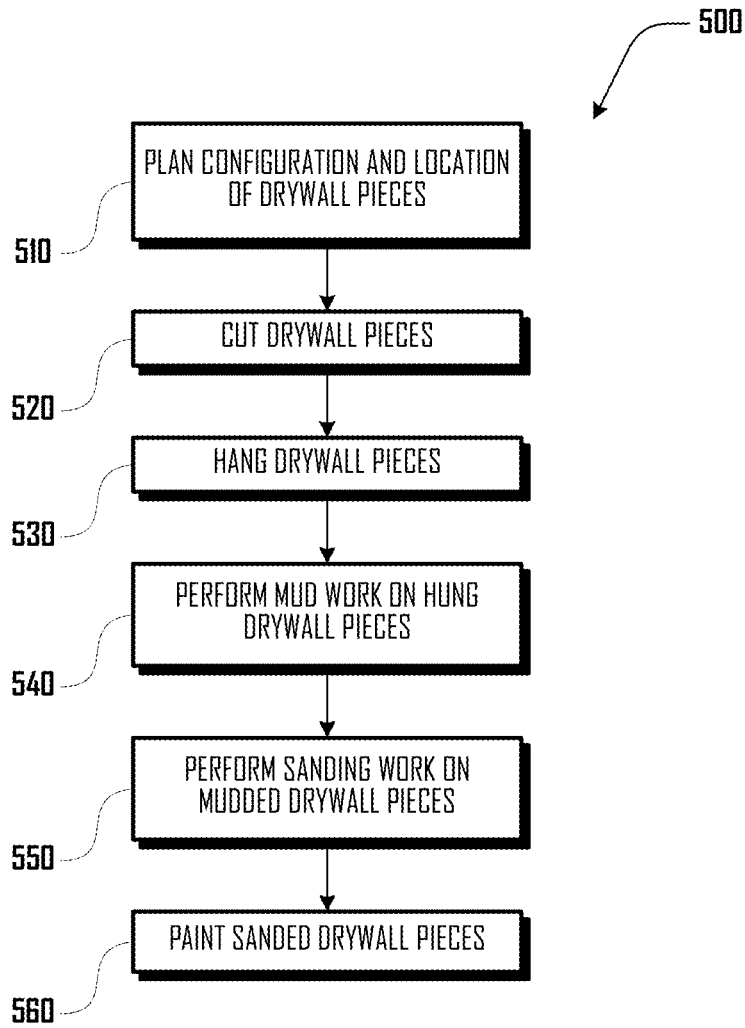 500
PLAN CONFIGURATION AND LOCATION
OF DRYWALL PIECES
510
CUT DRYWALL PIECES
520
HANG DRYWALL PIECES
530
PERFORM MUD WORK ON HUNG
DRYWALL PIECES
540
PERFORM SANDING WORK ON
MUDDED DRYWALL PIECES
550
PAINT SANDED DRYWALL PIECES
560